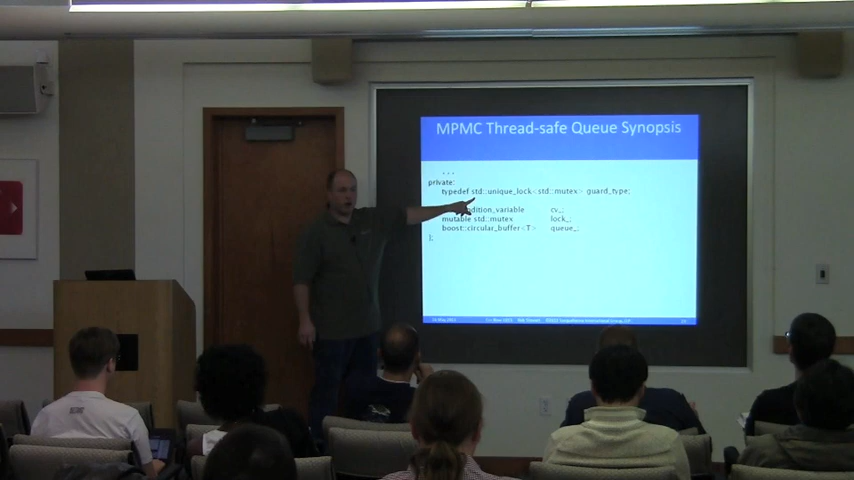 MPMC Thread-safe Queue Synopsis
...
private:
typedef std::unique_lock<std::mutex> guard_type;
condition_variable cv_;
mutable std::mutex lock_;
boost::circular_buffer<T> queue_;
};